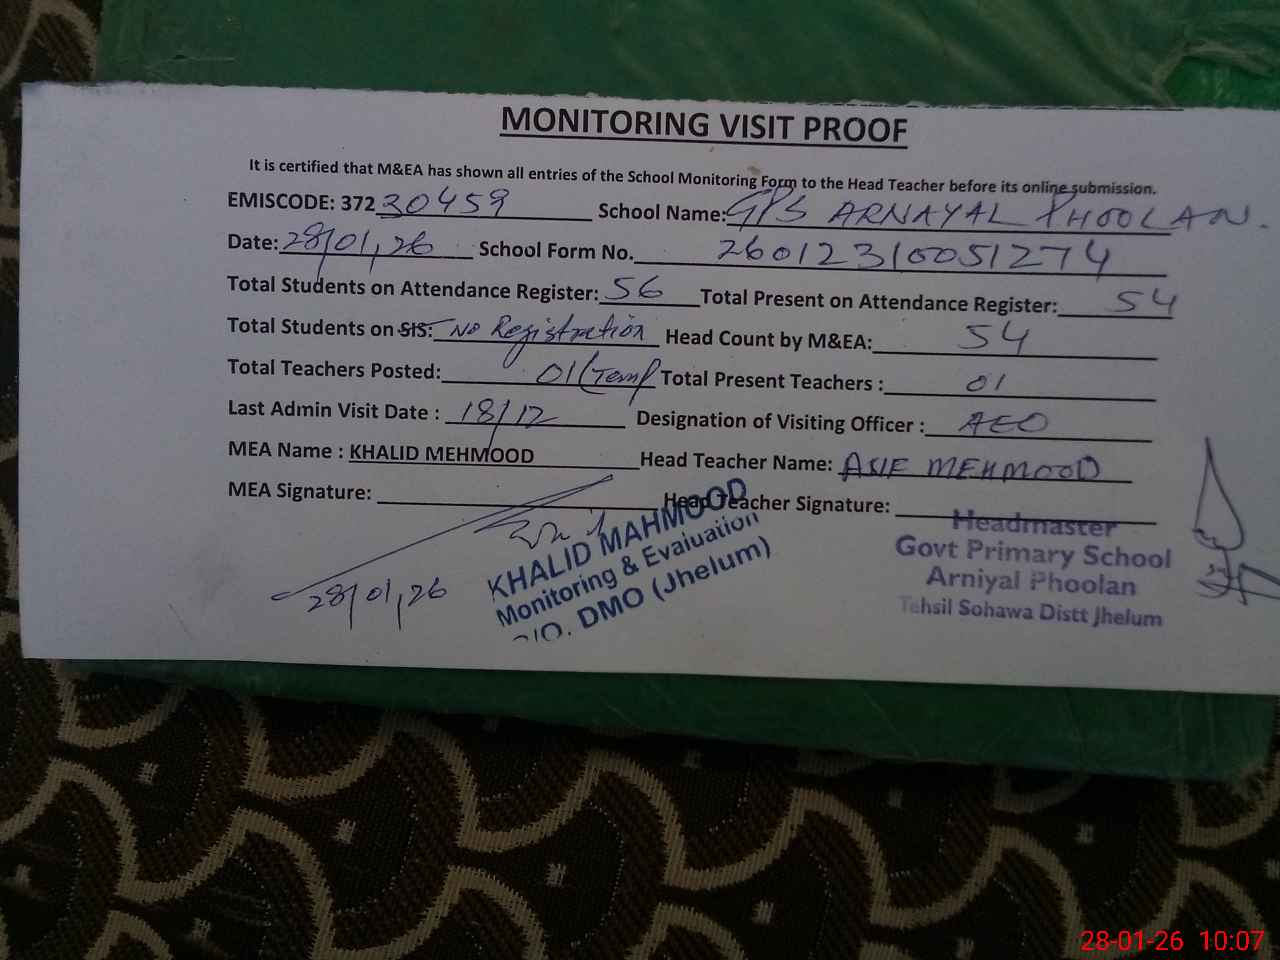 MONITORING VISIT PROOF
It is certified that M&EA has shown all entries of the School Monitoring Form to the Head Teacher before its online submission.
EMISCODE: 372 30459 School Name: GPS ARNAYAL PHOOLAN.
Date: 28/01,26 School Form No. 26012310051274
Total Students on Attendance Register: 56 Total Present on Attendance Register: 54
Total Students on SIS: No Registraction Head Count by M&EA: 54
Total Teachers Posted: 01 (Temp Total Present Teachers : 01
Last Admin Visit Date : 18/12 Designation of Visiting Officer : AEO
MEA Name : KHALID MEHMOOD Head Teacher Name: ASIF MEHMOOD
MEA Signature: Head Teacher Signature:
28/01,26
KHALID MAHMOOD
Monitoring & Evaluation
DMO (Jhelum)
Headmaster
Govt Primary School
Arniyal Phoolan
Tehsil Sohawa Distt Jhelum
28-01-26 10:07